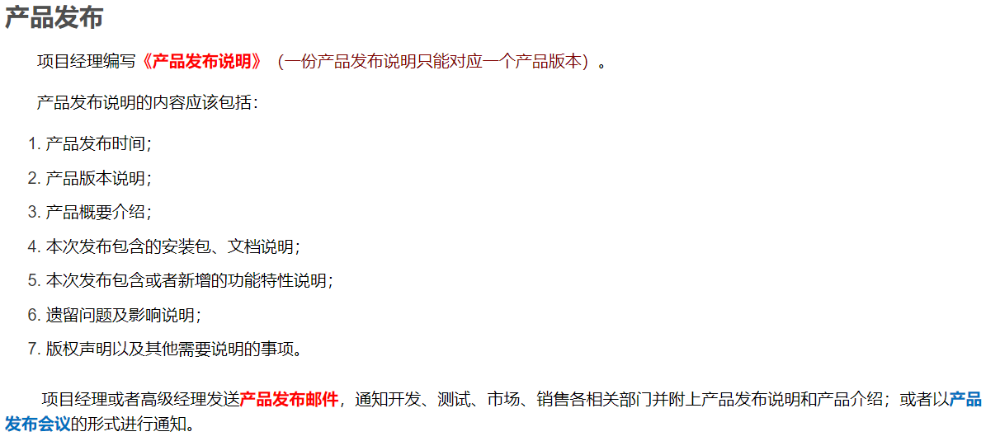 产品发布
项目经理编写《产品发布说明》（一份产品发布说明只能对应一个产品版本）。
产品发布说明的内容应该包括：
1. 产品发布时间；
2. 产品版本说明；
3. 产品概要介绍；
4. 本次发布包含的安装包、文档说明；
5. 本次发布包含或者新增的功能特性说明；
6. 遗留问题及影响说明；
7. 版权声明以及其他需要说明的事项。
项目经理或者高级经理发送产品发布邮件，通知开发、测试、市场、销售各相关部门并附上产品发布说明和产品介绍；或者以产品
发布会议的形式进行通知。